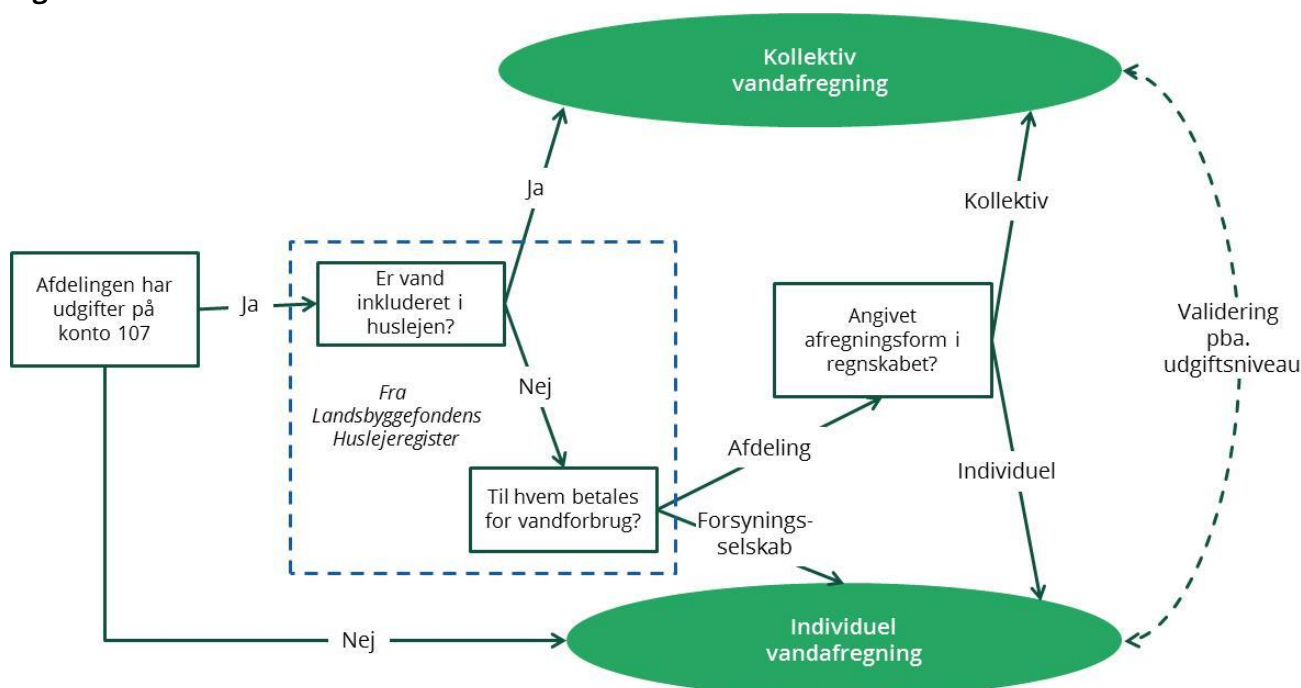 Kollektiv
vandafregning
Ja
Kollektiv
Afdelingen har
udgifter på
konto 107
Ja
Er vand
inkluderet i
huslejen?
Angivet
afregningsform i
regnskabet?
Validering
pba.
udgiftsniveau
Nej
Fra
Landsbyggefondens
Huslejeregister
Afdeling
Individuel
Til hvem betales
for vandforbrug?
Forsynings-
selskab
Nej
Individuel
vandafregning